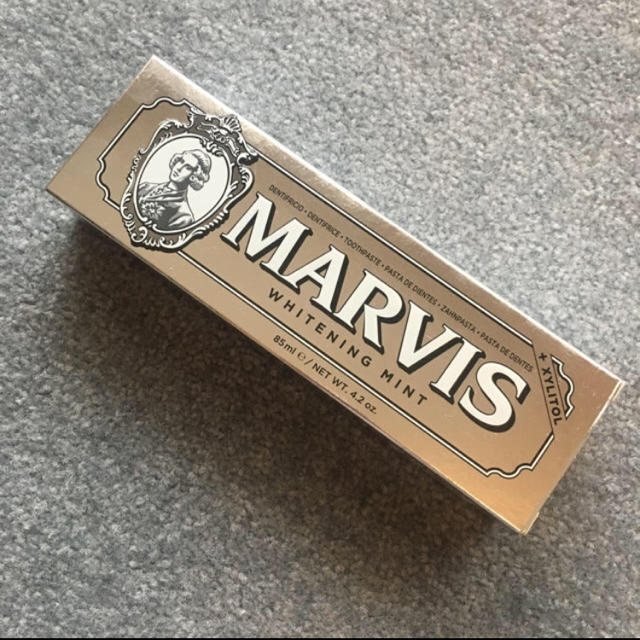 DENTIFRICIO • DENTIFRICE • TOOTHPASTE • PASTA DE DIENTES • ZAHNPASTA • PASTA DE DENTES
MARVIS
WHITENING MINT
85ml ℮ / NET WT. 4.2 oz.
+ XYLITOL